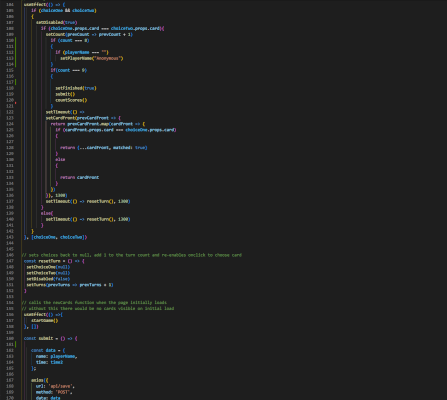 104 useEffect(() => {
105 if (choiceOne && choiceTwo)
106 {
107 setDisabled(true)
108 if (choiceOne.props.card === choiceTwo.props.card){
109 setCount(prevCount => prevCount + 1)
110 if (count === 8)
111 {
112 if (playerName === "")
113 setPlayerName("Anonymous")
114 }
115 if(count === 8)
116 {
117
118 setFinished(true)
119 submit()
120 countScores()
121 }
122 setTimeout(() =>
123 setCardFront(prevCardFront => {
124 return prevCardFront.map(cardFront => {
125 if (cardFront.props.card === choiceOne.props.card)
126 {
127
128 return {...cardFront, matched: true}
129 }
130 else
131 {
132
133 return cardFront
134 }
135 })
136 }), 1300)
137 setTimeout(() => resetTurn(), 1300)
138 }
139 else{
140 setTimeout(() => resetTurn(), 1300)
141 }
142 }
143 }, [choiceOne, choiceTwo])
144
145
146 // sets choices back to null, add 1 to the turn count and re-enables onclick to choose card
147 const resetTurn = () => {
148 setChoiceOne(null)
149 setChoiceTwo(null)
150 setDisabled(false)
151 setTurns(prevTurns => prevTurns + 1)
152 }
153
154 // calls the function when the page initially loads
155 // without this there would be no cards visible on initial load
156 useEffect(() =>{
157 startGame()
158 }, [])
159
160 const submit = () => {
161
162 const data = {
163 name: playerName,
164 time: time3
165 };
166
167 axios({
168 url: 'api/save',
169 method: 'POST',
170 data: data